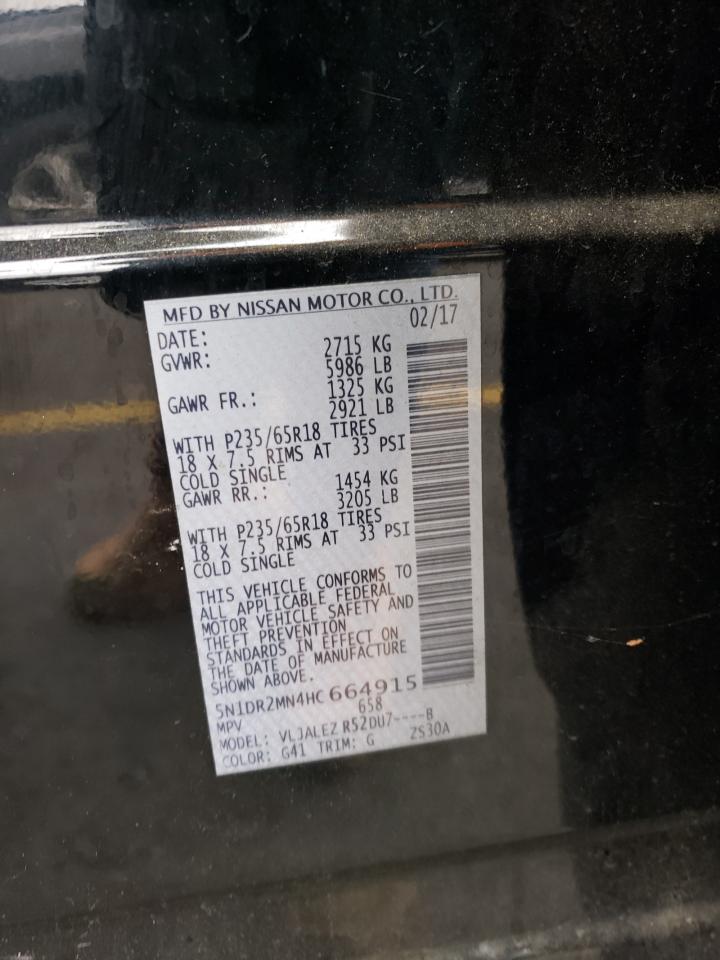 MFD BY NISSAN MOTOR CO., LTD.
DATE: 02/17
GVWR: 2715 KG
5986 LB
GAWR FR.: 1325 KG
2921 LB
WITH P235/65R18 TIRES
18 X 7.5 RIMS AT 33 PSI
COLD SINGLE
GAWR RR.: 1454 KG
3205 LB
WITH P235/65R18 TIRES
18 X 7.5 RIMS AT 33 PSI
COLD SINGLE
THIS VEHICLE CONFORMS TO
ALL APPLICABLE FEDERAL
MOTOR VEHICLE SAFETY AND
THEFT PREVENTION
STANDARDS IN EFFECT ON
THE DATE OF MANUFACTURE
SHOWN ABOVE.
5N1DR2MN4HC 664915
MPV 658
MODEL: VLJALEZ R52DU7----B
COLOR: G41 TRIM: G ZS30A